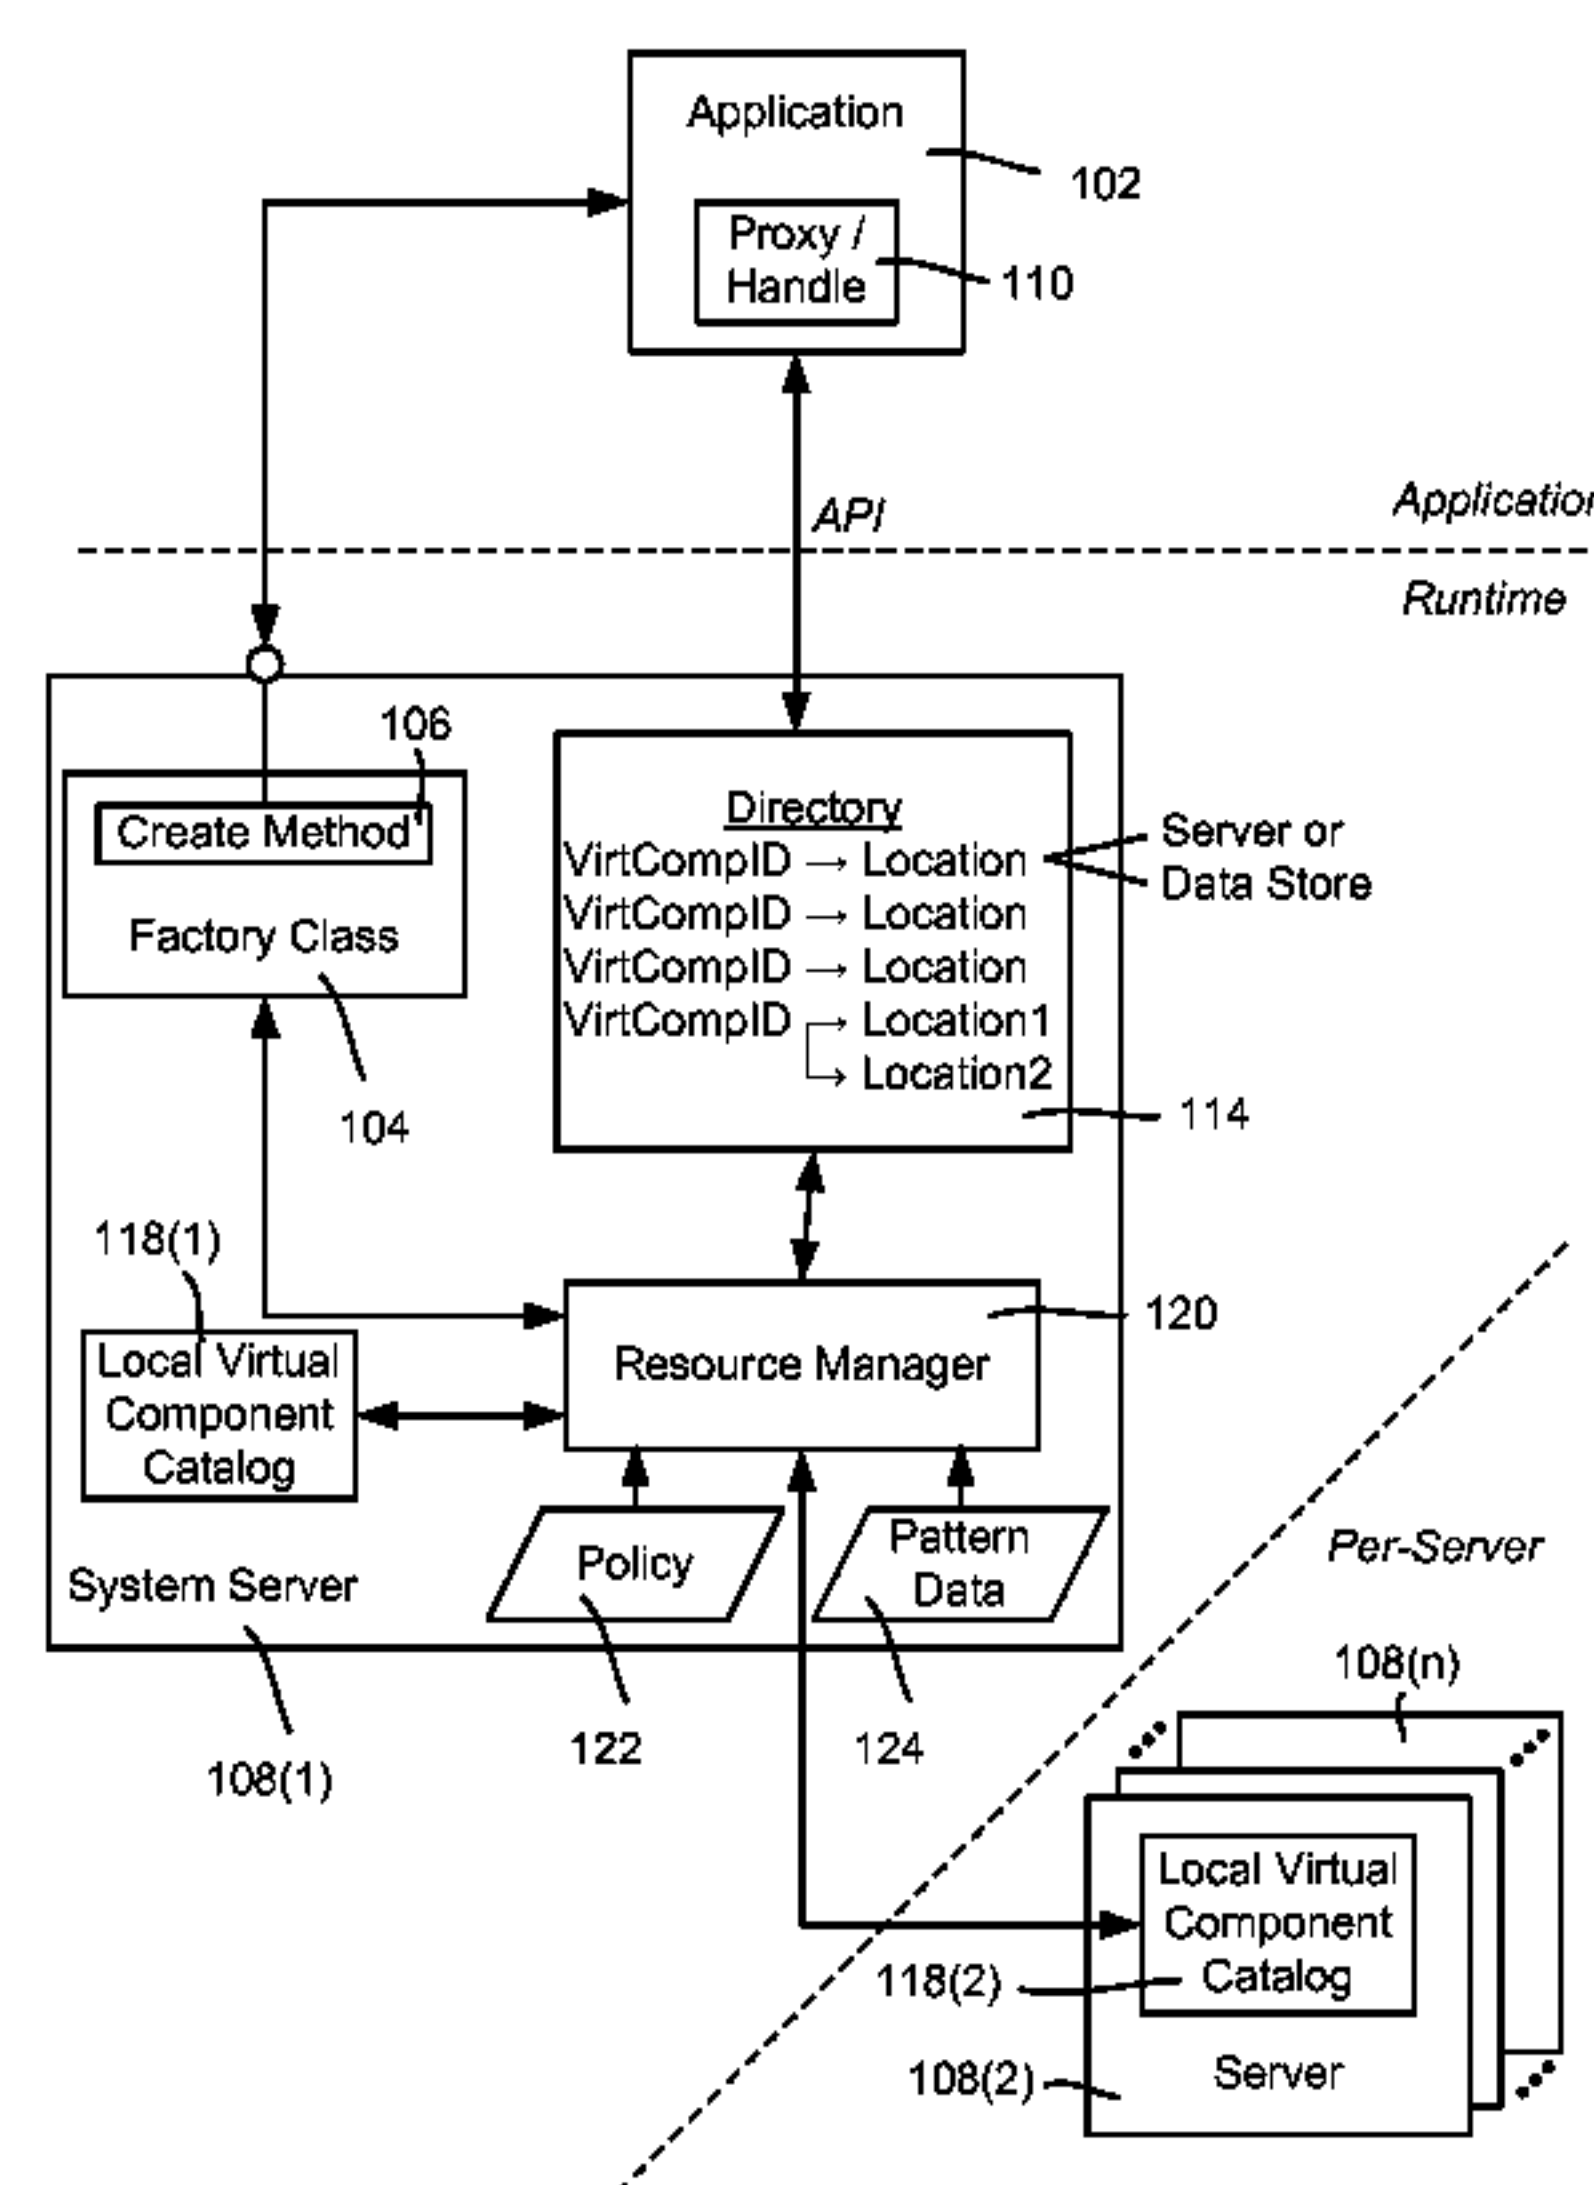 Application
102
Proxy /
Handle
110
API
Application
Runtime
106
Create Method
Factory Class
104
Directory
VirtCompID → Location
VirtCompID → Location
VirtCompID → Location
VirtCompID → Location1
→ Location2
Server or
Data Store
114
118(1)
Local Virtual
Component
Catalog
120
Resource Manager
Policy
Pattern
Data
System Server
108(1)
122
124
Per-Server
108(n)
Local Virtual
Component
Catalog
118(2)
Server
108(2)